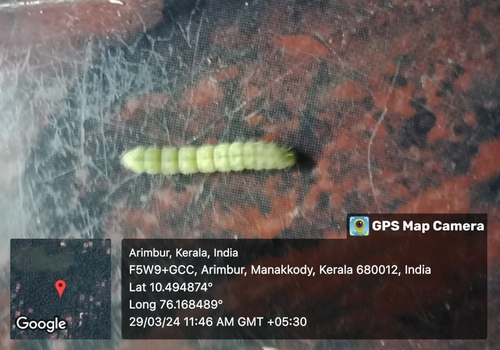 GPS Map Camera
Arimbur, Kerala, India
F5W9+GCC, Arimbur, Manakkody, Kerala 680012, India
Lat 10.494874°
Long 76.168489°
29/03/24 11:46 AM GMT +05:30
Google